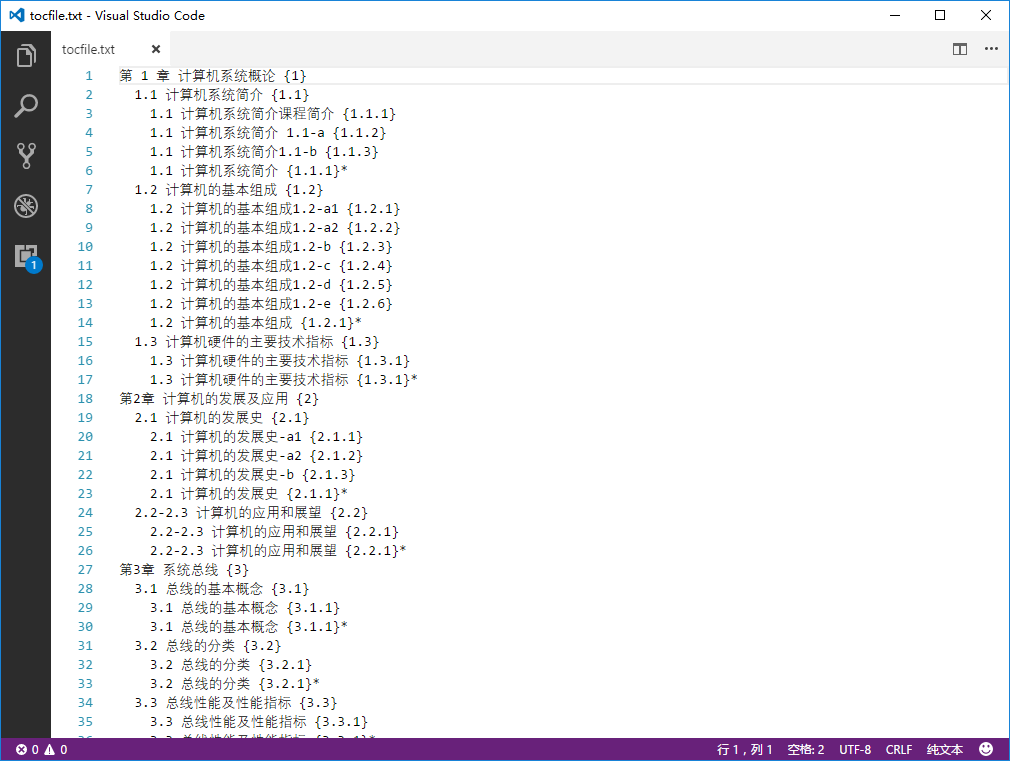 tocfile.txt - Visual Studio Code
tocfile.txt
1 第 1 章 计算机系统概论 {1}
2 1.1 计算机系统简介 {1.1}
3 1.1 计算机系统简介课程简介 {1.1.1}
4 1.1 计算机系统简介 1.1-a {1.1.2}
5 1.1 计算机系统简介1.1-b {1.1.3}
6 1.1 计算机系统简介 {1.1.1}*
7 1.2 计算机的基本组成 {1.2}
8 1.2 计算机的基本组成1.2-a1 {1.2.1}
9 1.2 计算机的基本组成1.2-a2 {1.2.2}
10 1.2 计算机的基本组成1.2-b {1.2.3}
11 1.2 计算机的基本组成1.2-c {1.2.4}
12 1.2 计算机的基本组成1.2-d {1.2.5}
13 1.2 计算机的基本组成1.2-e {1.2.6}
14 1.2 计算机的基本组成 {1.2.1}*
15 1.3 计算机硬件的主要技术指标 {1.3}
16 1.3 计算机硬件的主要技术指标 {1.3.1}
17 1.3 计算机硬件的主要技术指标 {1.3.1}*
18 第2章 计算机的发展及应用 {2}
19 2.1 计算机的发展史 {2.1}
20 2.1 计算机的发展史-a1 {2.1.1}
21 2.1 计算机的发展史-a2 {2.1.2}
22 2.1 计算机的发展史-b {2.1.3}
23 2.1 计算机的发展史 {2.1.1}*
24 2.2-2.3 计算机的应用和展望 {2.2}
25 2.2-2.3 计算机的应用和展望 {2.2.1}
26 2.2-2.3 计算机的应用和展望 {2.2.1}*
27 第3章 系统总线 {3}
28 3.1 总线的基本概念 {3.1}
29 3.1 总线的基本概念 {3.1.1}
30 3.1 总线的基本概念 {3.1.1}*
31 3.2 总线的分类 {3.2}
32 3.2 总线的分类 {3.2.1}
33 3.2 总线的分类 {3.2.1}*
34 3.3 总线性能及性能指标 {3.3}
35 3.3 总线性能及性能指标 {3.3.1}
1
0 0 行 1，列 1 空格: 2 UTF-8 CRLF 纯文本